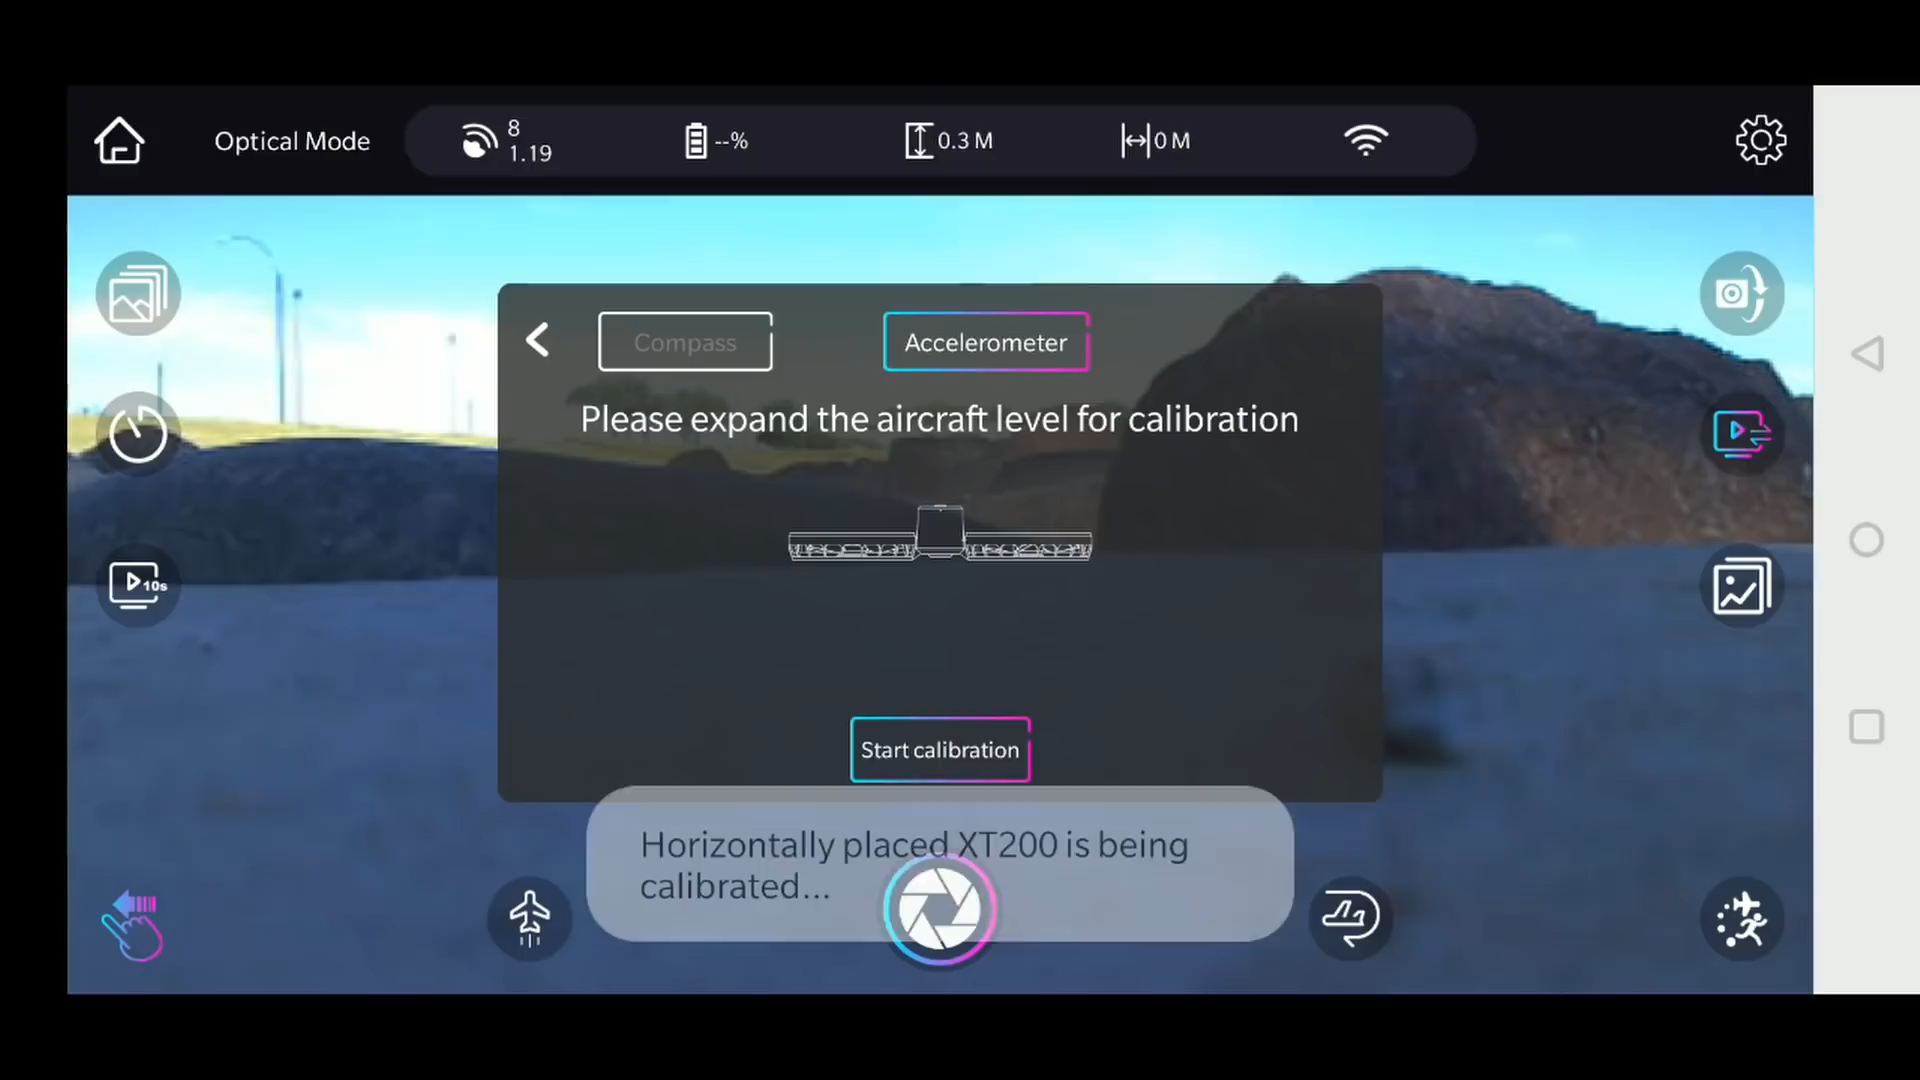 Optical Mode
8
1.19
--%
0.3 M
0 M
Compass
Accelerometer
Please expand the aircraft level for calibration
10s
Start calibration
Horizontally placed XT200 is being
calibrated...